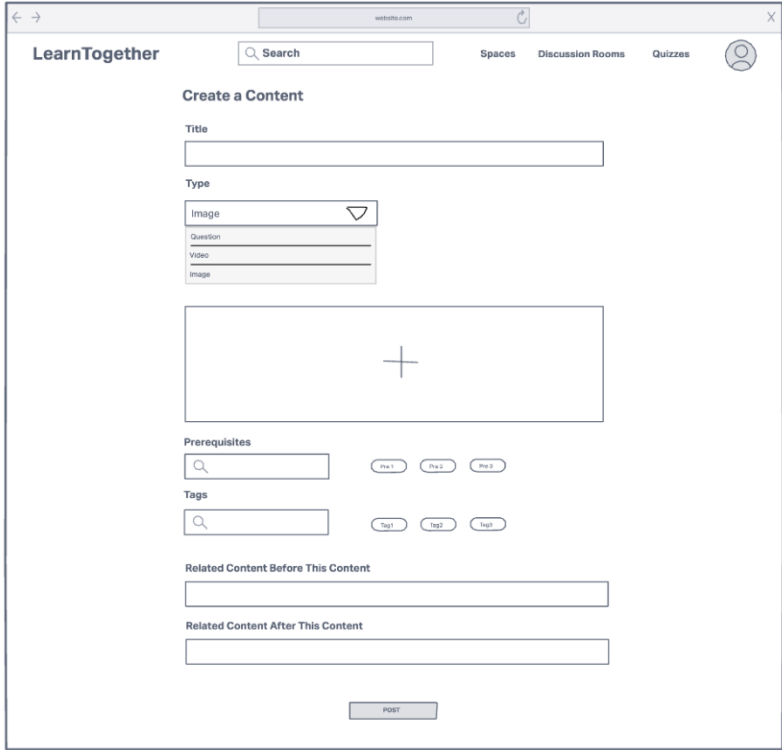 website.com
X
LearnTogether
Search
Spaces
Discussion Rooms
Quizzes
Create a Content
Title
Type
Image
Question
Video
Image
Prerequisites
Pre 1
Pre 2
Pre 3
Tags
Tag1
Tag2
Tag3
Related Content Before This Content
Related Content After This Content
POST